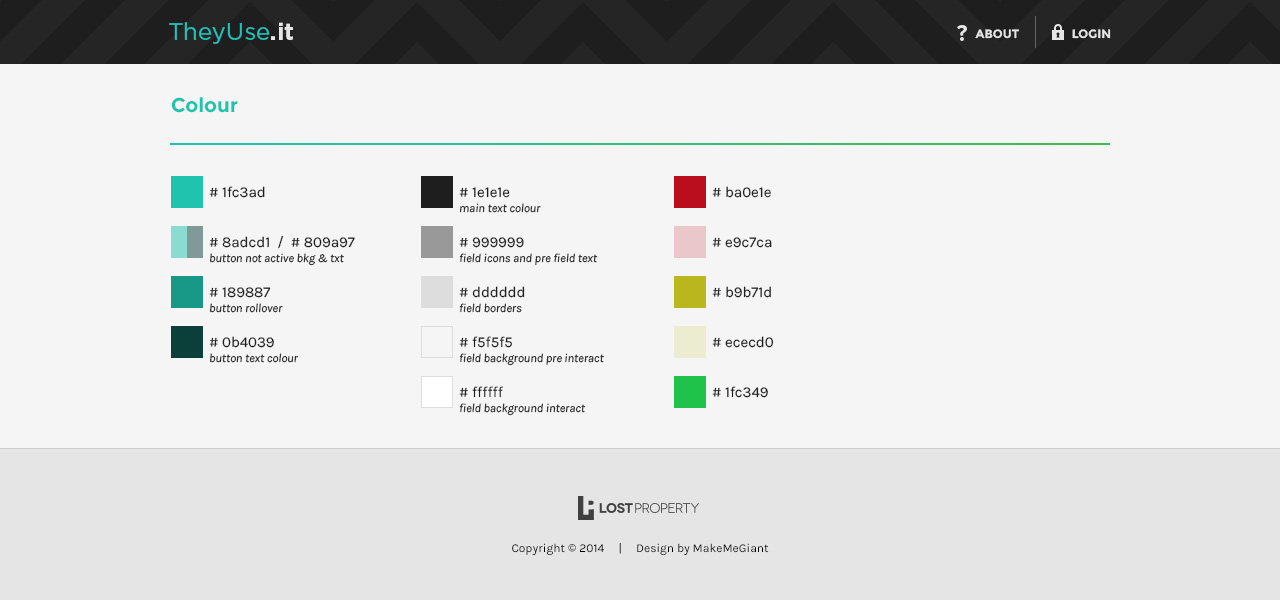 TheyUse.it
? ABOUT
LOGIN
Colour
# 1fc3ad
# 8adcd1 / # 809a97
button not active bkg & txt
# 189887
button rollover
# 0b4039
button text colour
# 1e1e1e
main text colour
# 999999
field icons and pre field text
# dddddd
field borders
# f5f5f5
field background pre interact
# ffffff
field background interact
# ba0e1e
# e9c7ca
# b9b71d
# ececd0
# 1fc349
LOSTPROPERTY
Copyright © 2014 | Design by MakeMeGiant